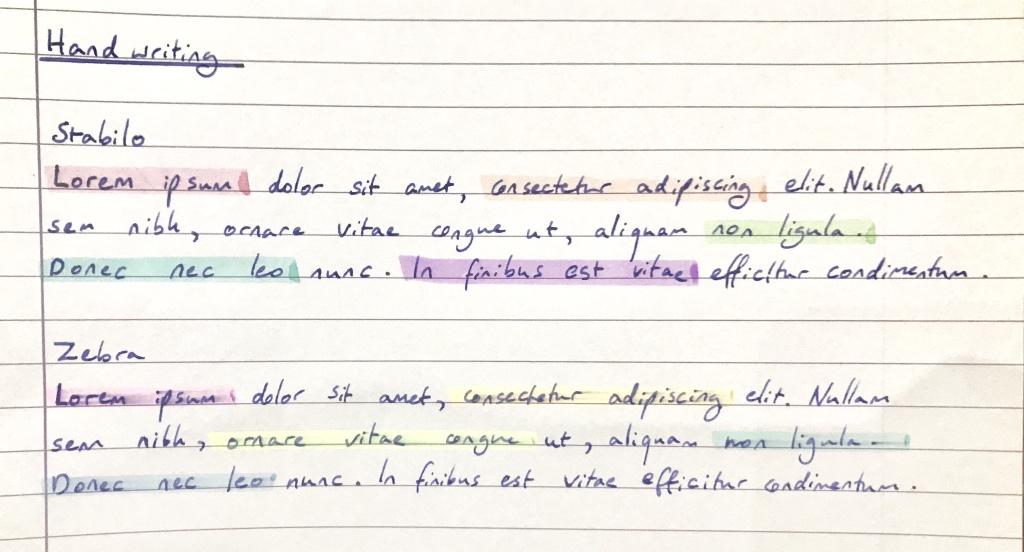 Hand writing
Stabilo
Lorem ipsum dolor sit amet, consectetur adipiscing elit. Nullam
sem nibh, ornare vitae congue ut, aliquam non ligula.
Donec nec leo nunc. In finibus est vitae efficitur condimentum.
Zebra
Lorem ipsum dolor sit amet, consectetur adipiscing elit. Nullam
sem nibh, ornare vitae congue ut, aliquam non ligula.
Donec nec leo nunc. In finibus est vitae efficitur condimentum.